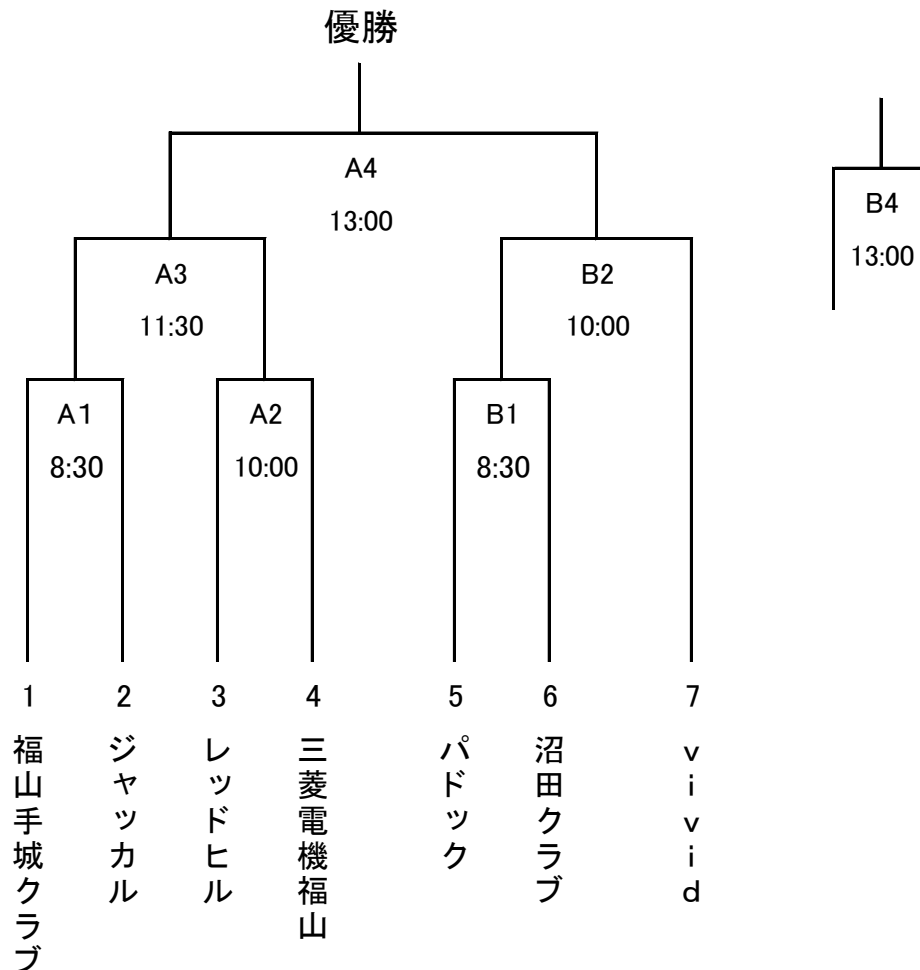 優勝
A4
13:00
B4
13:00
A3
11:30
B2
10:00
A1
8:30
A2
10:00
B1
8:30
1
2
3
4
5
6
7
福山手城クラブ
ジャッカル
レッドヒル
三菱電機福山
パドック
沼田クラブ
ｖｉｖｉｄ